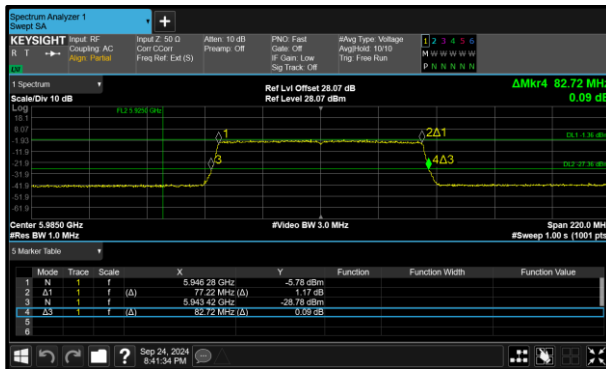 Spectrum Analyzer 1
Swept SA
KEYSIGHT Input: RF Input Z: 50 Ω Atten: 10 dB PNO: Fast #Avg Type: Voltage 1 2 3 4 5 6
R T Coupling: AC Corr CCorr Preamp: Off Gate: Off Avg|Hold: 10/10 M W W W W W
Align: Partial Freq Ref: Ext (S) IF Gain: Low Trig: Free Run
Sig Track: Off P N N N N N
1 Spectrum Ref Lvl Offset 28.07 dB ΔMkr4 82.72 MHz
Scale/Div 10 dB Ref Level 28.07 dBm 0.09 dB
Log
18.1 FL2 5.9250 GHz
8.07
-1.93 1 2Δ1 DL1 -1.36 dBm
-11.9
-21.9 3 4Δ3 DL2 -27.36 dBm
-31.9
-41.9
-51.9
-61.9
Center 5.9850 GHz #Video BW 3.0 MHz Span 220.0 MHz
#Res BW 1.0 MHz #Sweep 1.00 s (1001 pts
5 Marker Table
Mode Trace Scale X Y Function Function Width Function Value
1 N 1 f 5.946 28 GHz -5.78 dBm
2 Δ1 1 f (Δ) 77.22 MHz (Δ) 1.17 dB
3 N 1 f 5.943 42 GHz -28.78 dBm
4 Δ3 1 f (Δ) 82.72 MHz (Δ) 0.09 dB
5
6
? Sep 24, 2024
8:41:34 PM